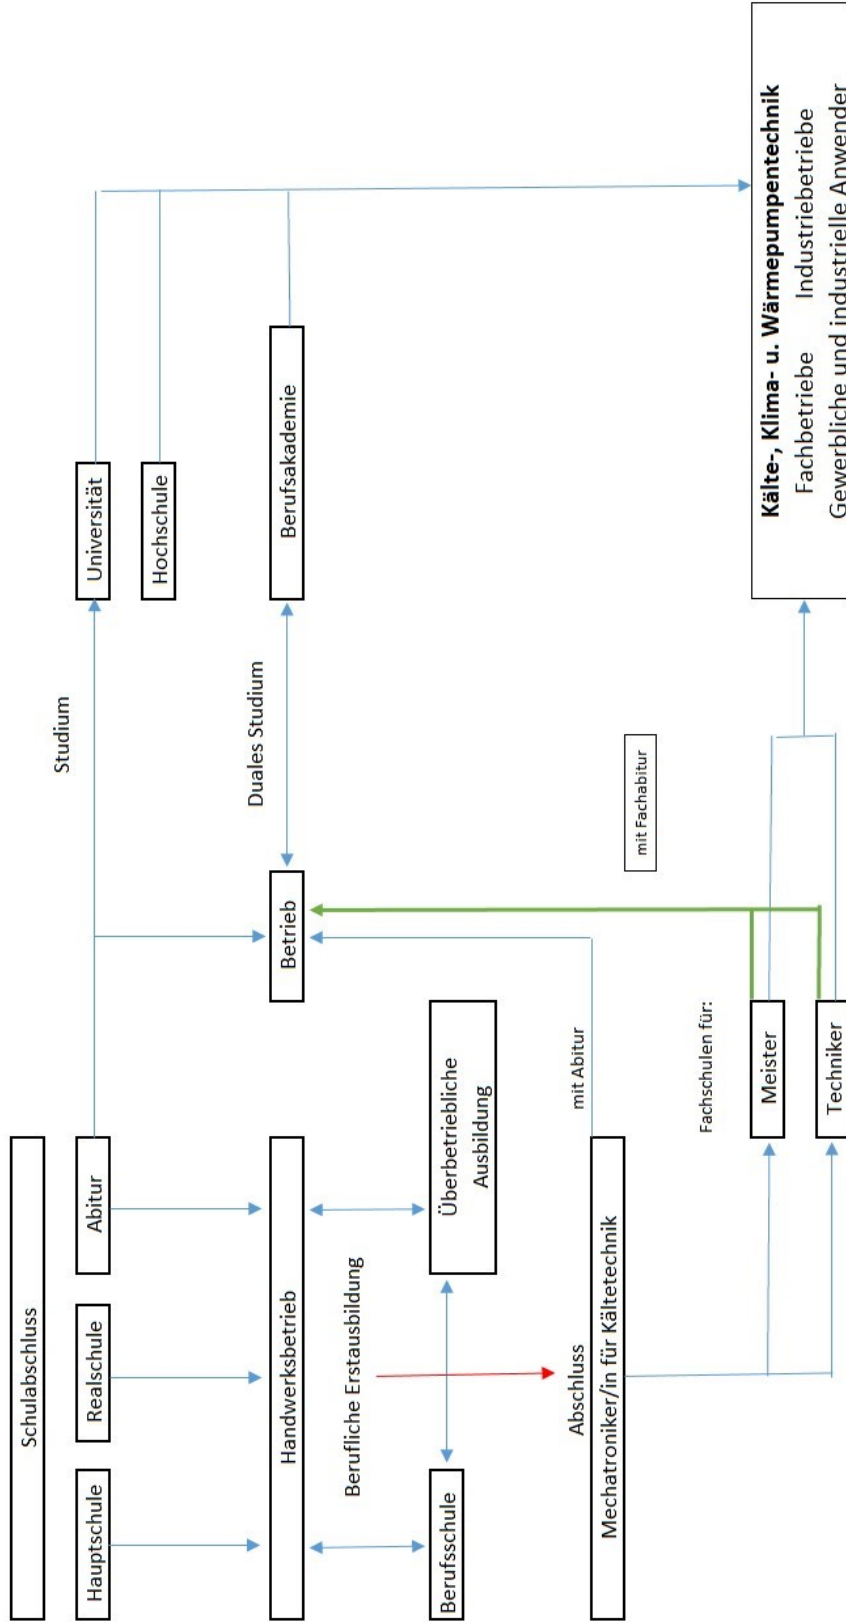 Schulabschluss
Hauptschule
Realschule
Abitur
Studium
Universität
Hochschule
Handwerksbetrieb
Betrieb
Duales Studium
Berufsakademie
Berufliche Erstausbildung
Berufsschule
Überbetriebliche
Ausbildung
Abschluss
mit Abitur
Mechatroniker/in für Kältetechnik
mit Fachabitur
Fachschulen für:
Meister
Techniker
Kälte-, Klima- u. Wärmepumpentechnik
Fachbetriebe Industriebetriebe
Gewerbliche und industrielle Anwender